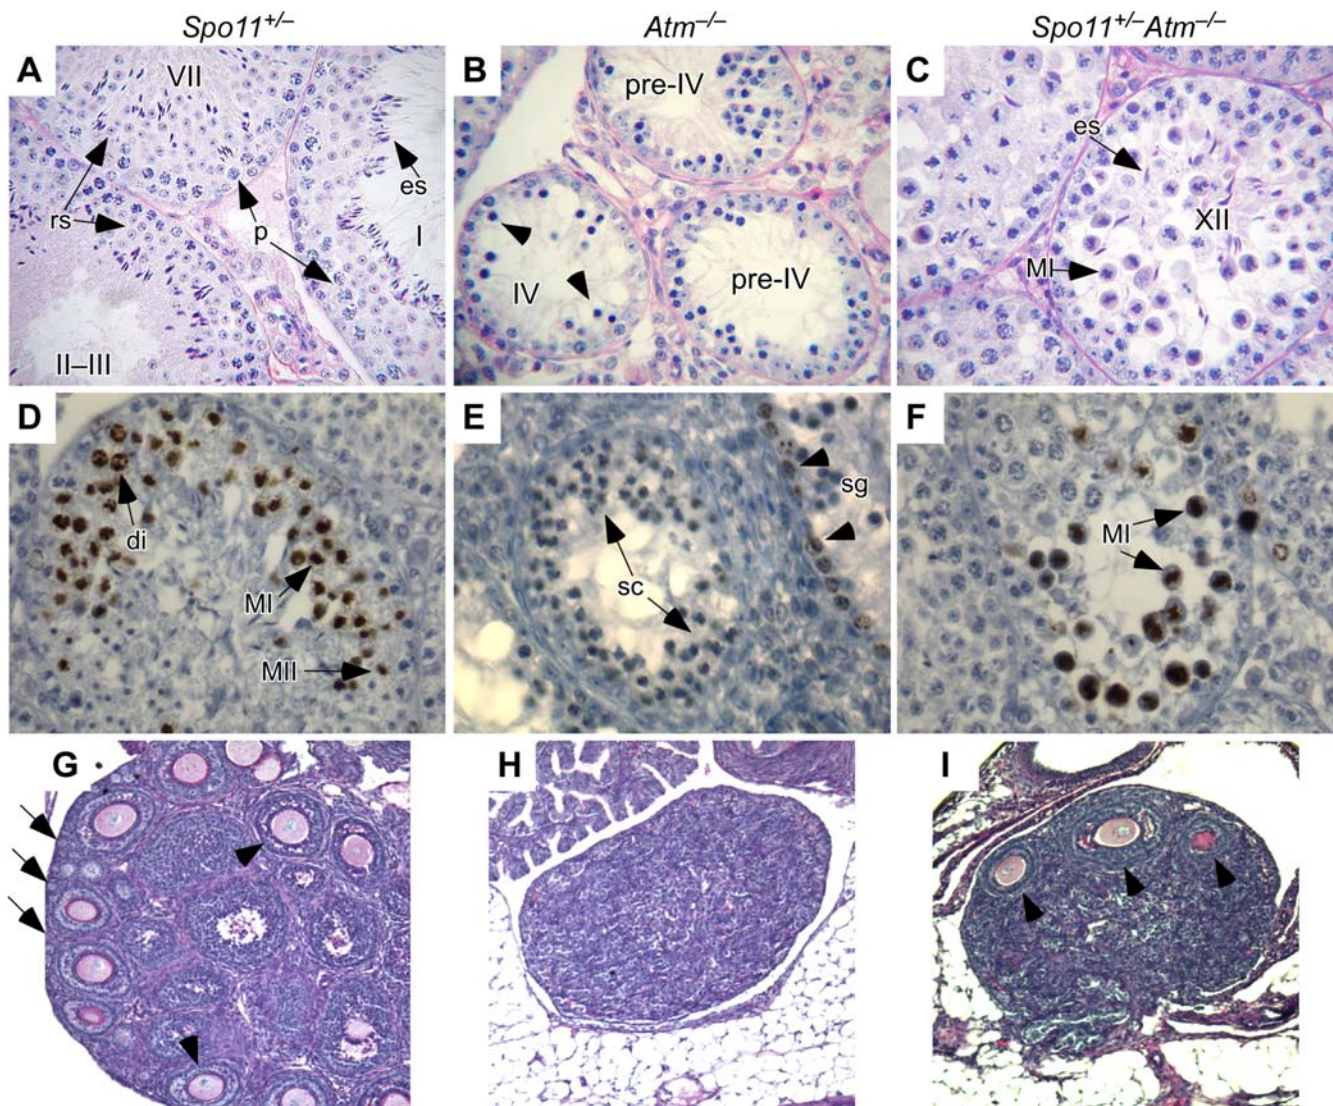 Spo11+/– Atm–/– Spo11+/–Atm–/–
A VII es rs p I II–III
B pre-IV IV pre-IV
C es XII MI
D di MI MII
E sg sc
F MI
G H I